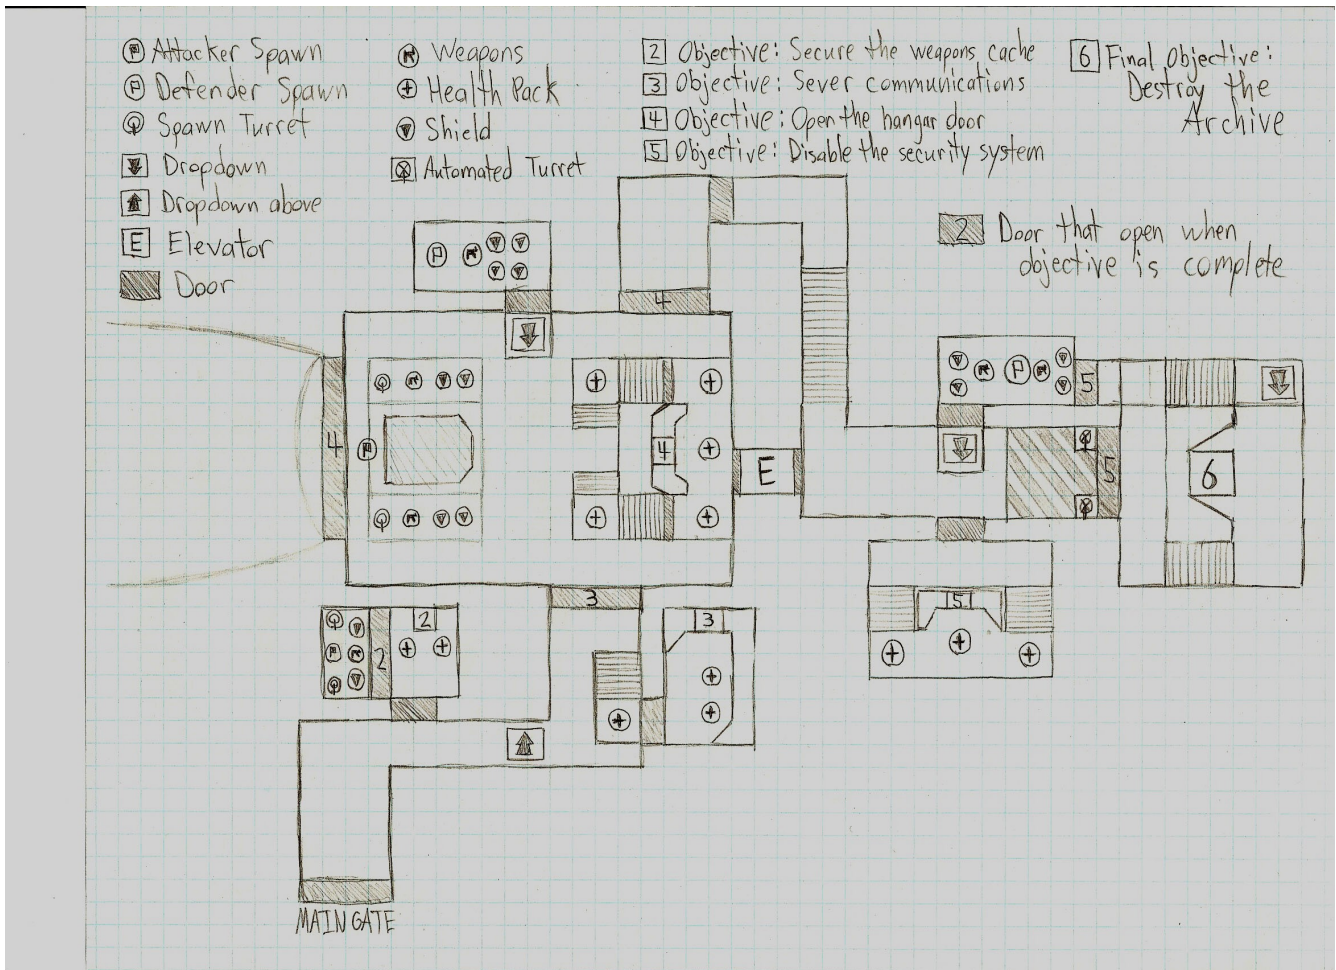 Attacker Spawn
Defender Spawn
Spawn Turret
Dropdown
Dropdown above
E Elevator
Door
Weapons
Health Pack
Shield
Automated Turret
2 Objective: Secure the weapons cache
3 Objective: Sever communications
4 Objective: Open the hangar door
5 Objective: Disable the security system
6 Final Objective:
Destroy the
Archive
2 Door that open when
objective is complete
P
4
4
4
E
P
5
5
6
5
3
2
2
3
MAIN GATE